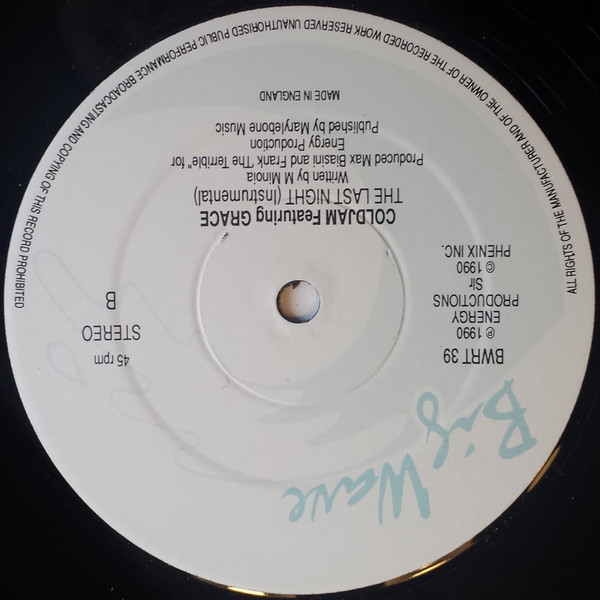 Big Wave
BWRT 39
℗ 1990
ENERGY
PRODUCTIONS
Slr
© 1990
PHENIX INC.
45 rpm
STEREO
B
COLDJAM Featuring GRACE
THE LAST NIGHT (Instrumental)
Written by M Minoia
Produced Max Biasini and Frank The Terrible" for
Energy Production
Published by Marylebone Music
MADE IN ENGLAND
ALL RIGHTS OF THE MANUFACTURER AND OF THE OWNER OF THE RECORDED WORK RESERVED UNAUTHORISED PUBLIC PERFORMANCE BROADCASTING AND COPYING OF THIS RECORD PROHIBITED